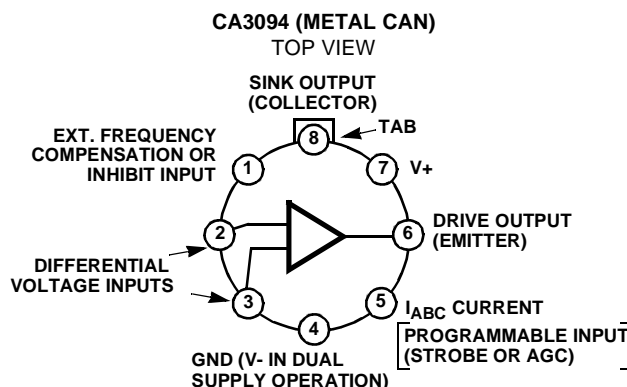 CA3094 (METAL CAN)
TOP VIEW
SINK OUTPUT
(COLLECTOR)
TAB
8
EXT. FREQUENCY
COMPENSATION OR
INHIBIT INPUT
1
7
V+
2
6
DRIVE OUTPUT
(EMITTER)
DIFFERENTIAL
VOLTAGE INPUTS
3
5
IABC CURRENT
PROGRAMMABLE INPUT
(STROBE OR AGC)
4
GND (V- IN DUAL
SUPPLY OPERATION)